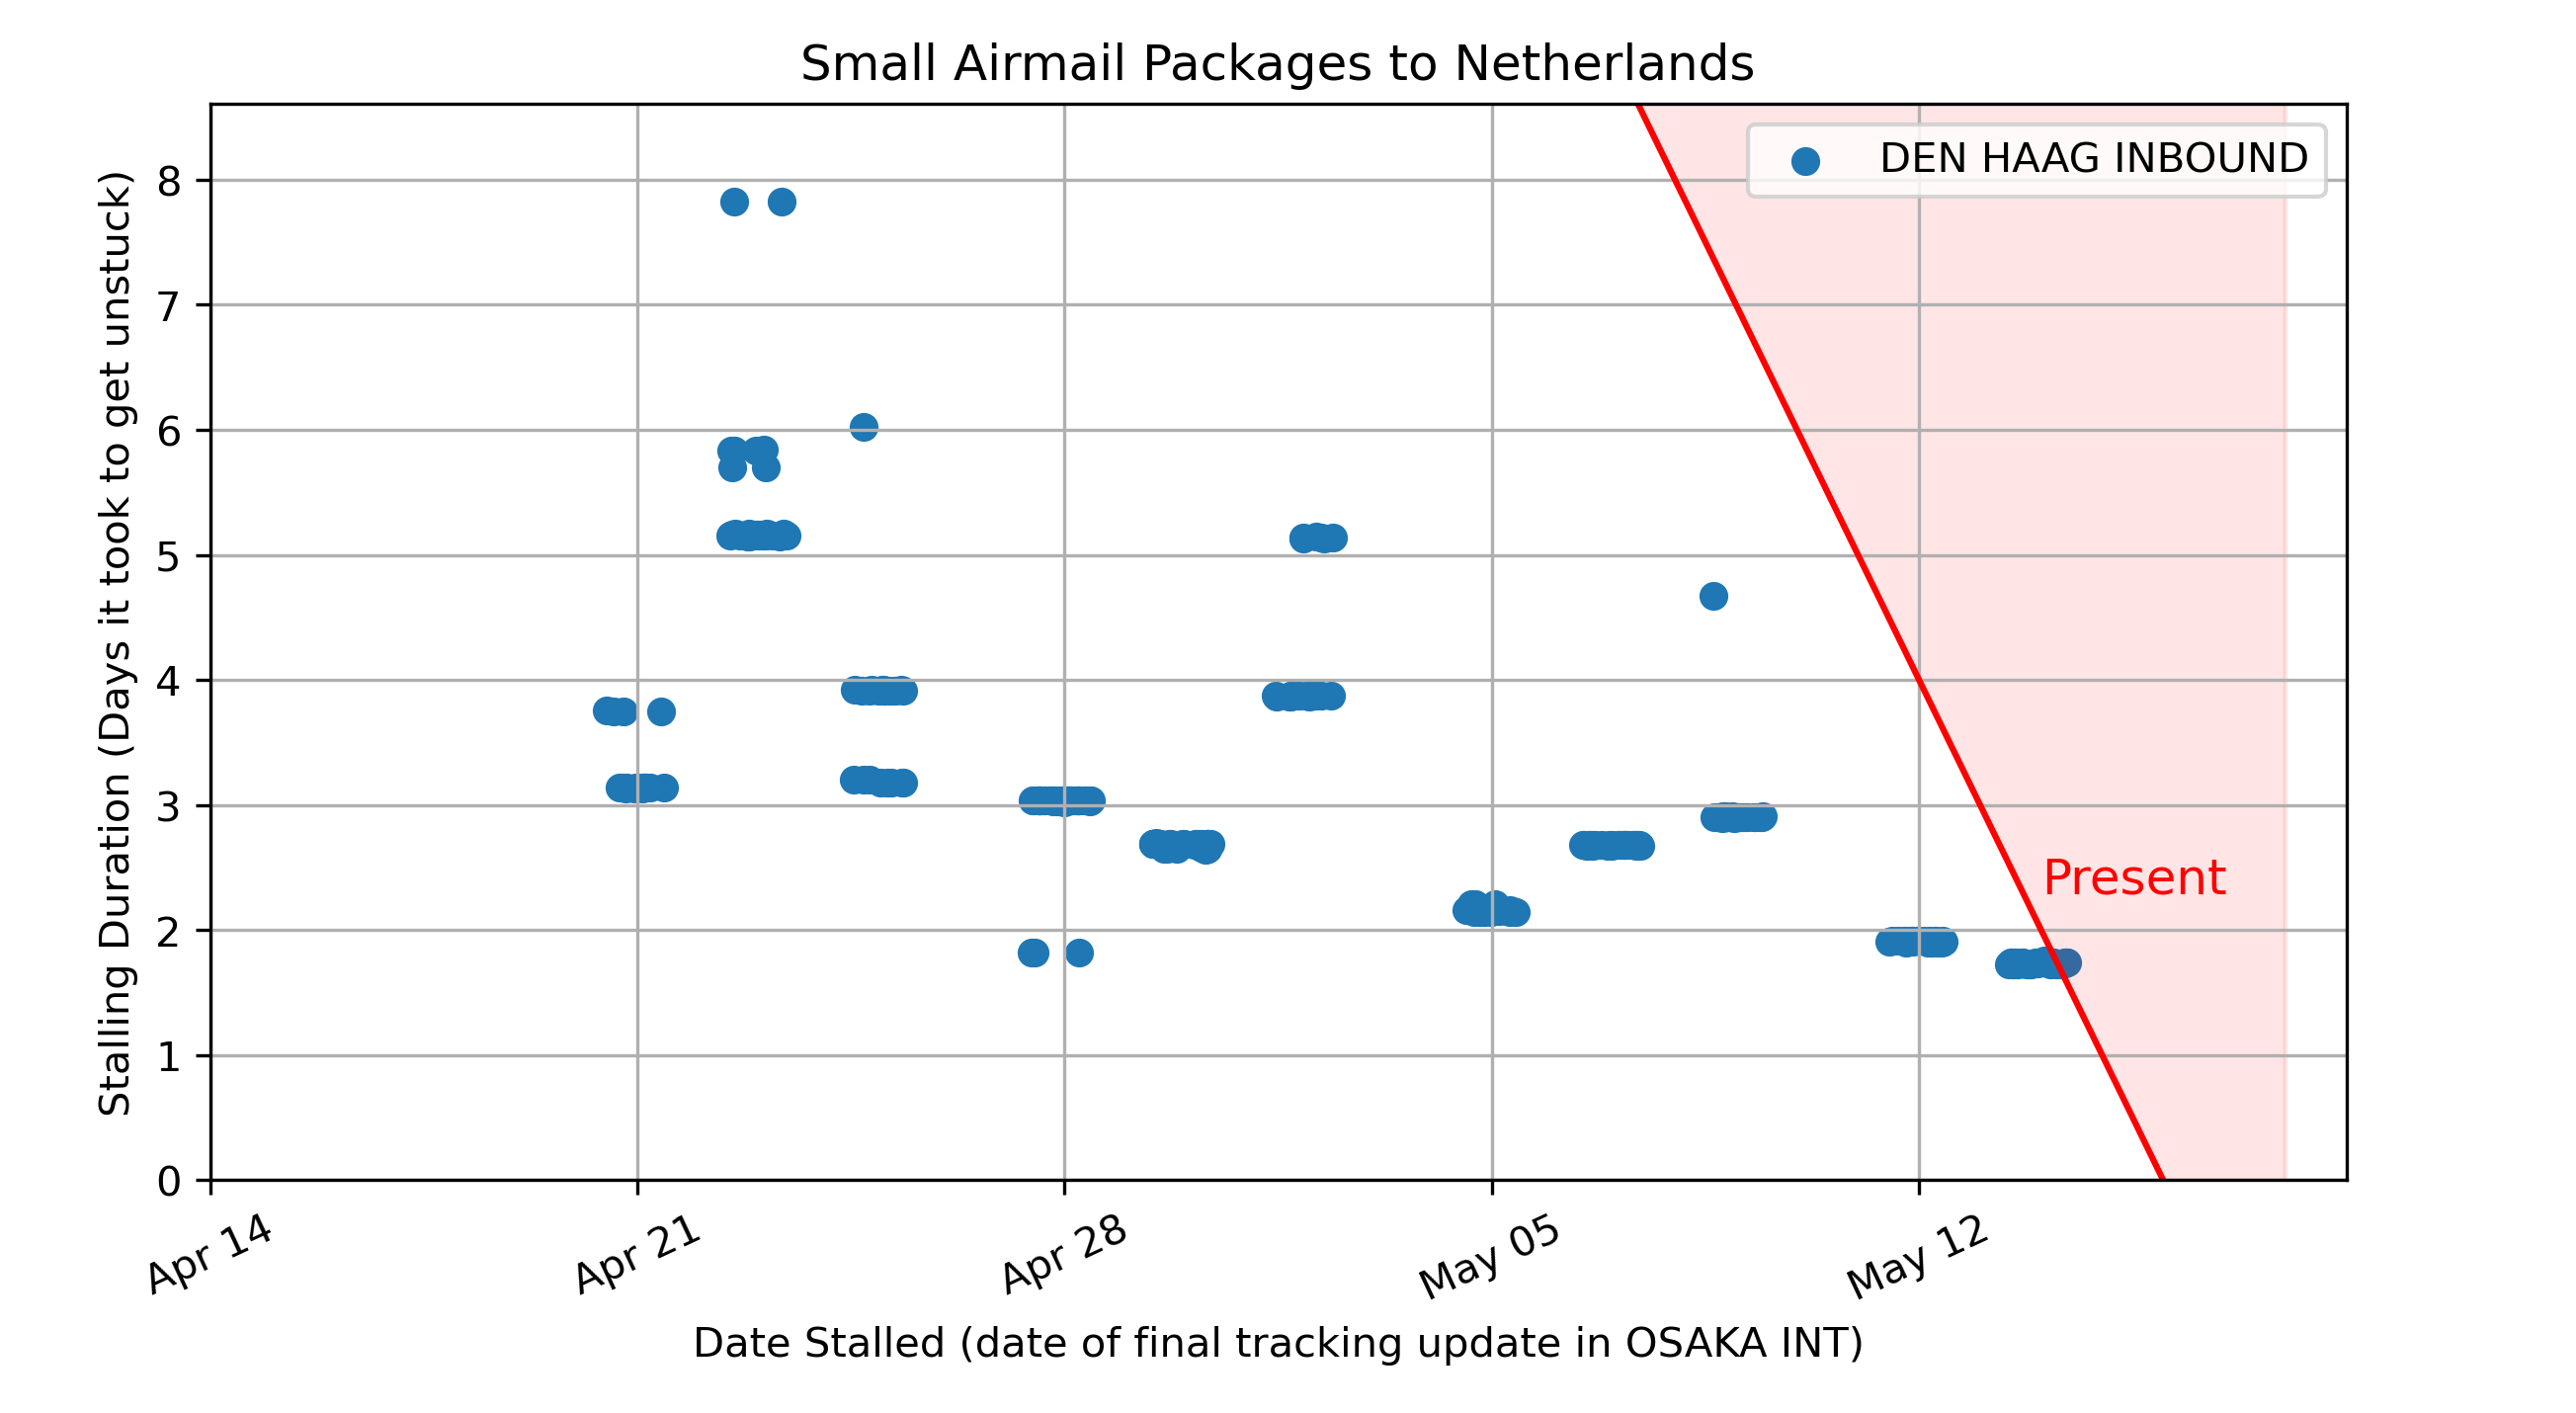 Small Airmail Packages to Netherlands
DEN HAAG INBOUND
Stalling Duration (Days it took to get unstuck)
8
7
6
5
4
3
2
1
0
Present
Apr 14
Apr 21
Apr 28
May 05
May 12
Date Stalled (date of final tracking update in OSAKA INT)